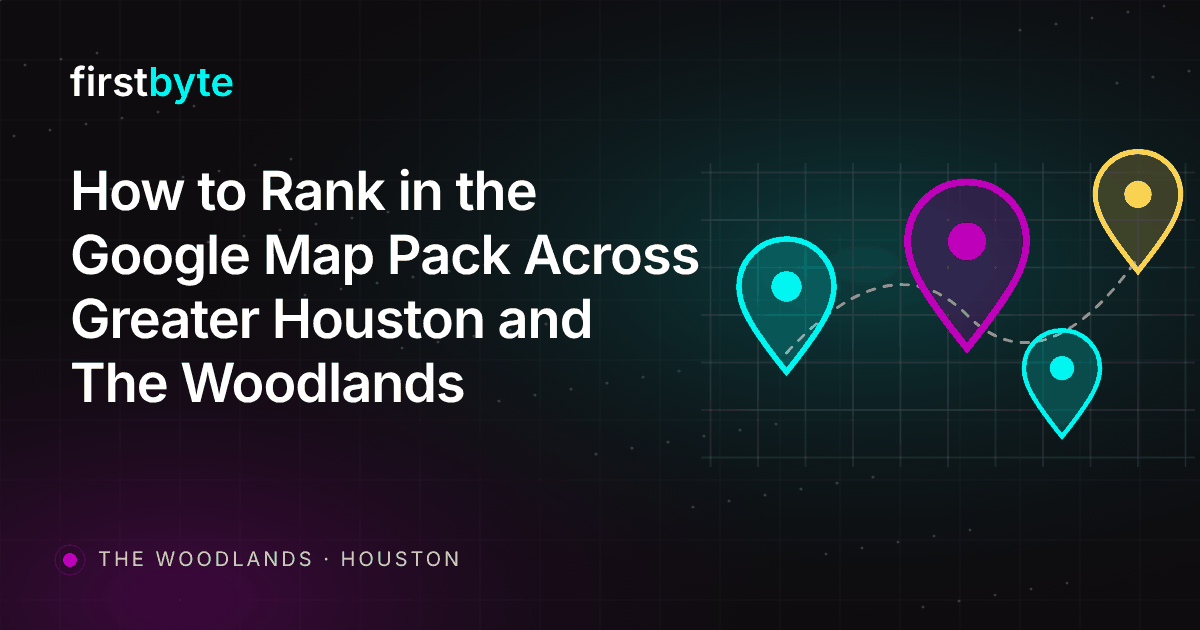 firstbyte
How to Rank in the
Google Map Pack Across
Greater Houston and
The Woodlands
THE WOODLANDS · HOUSTON